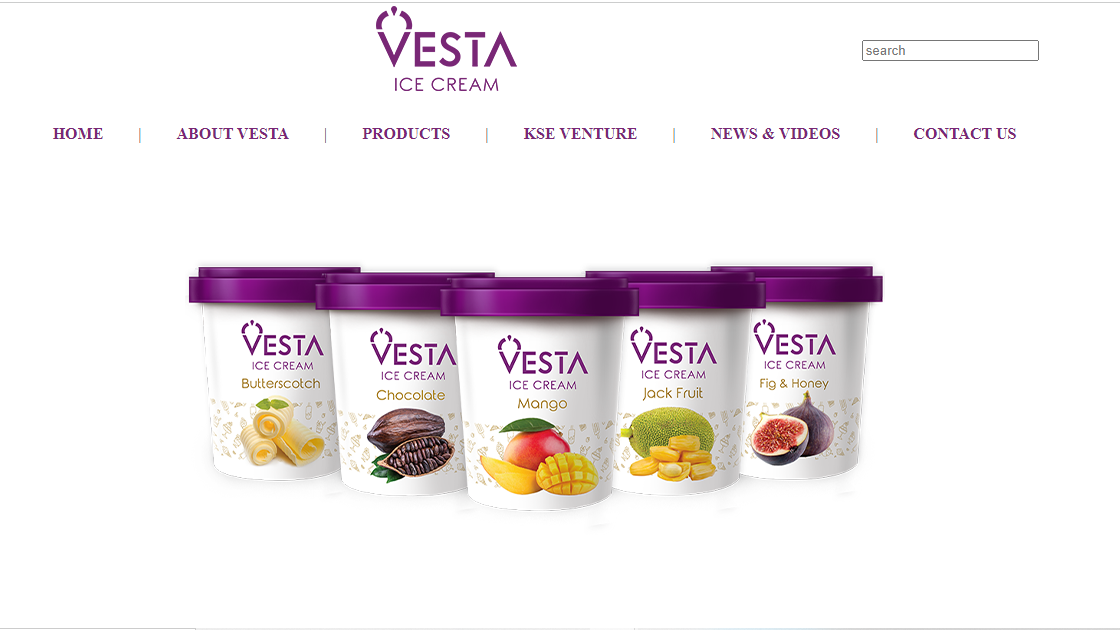 VESTA
ICE CREAM
search
HOME | ABOUT VESTA | PRODUCTS | KSE VENTURE | NEWS & VIDEOS | CONTACT US
VESTA
ICE CREAM
Butterscotch
VESTA
ICE CREAM
Chocolate
VESTA
ICE CREAM
Mango
VESTA
ICE CREAM
Jack Fruit
VESTA
ICE CREAM
Fig & Honey